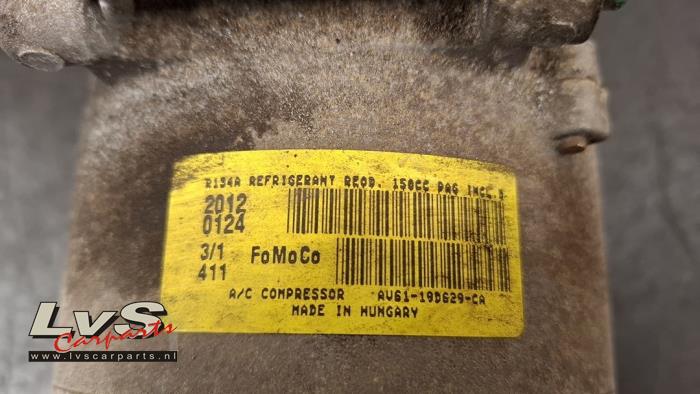 R134A REFRIGERANT REQD. 150CC PAG INCL.
2012
0124
3/1
411
FoMoCo
A/C COMPRESSOR AV61-19D629-CA
MADE IN HUNGARY
LvS
Carparts
www.lvscarparts.nl